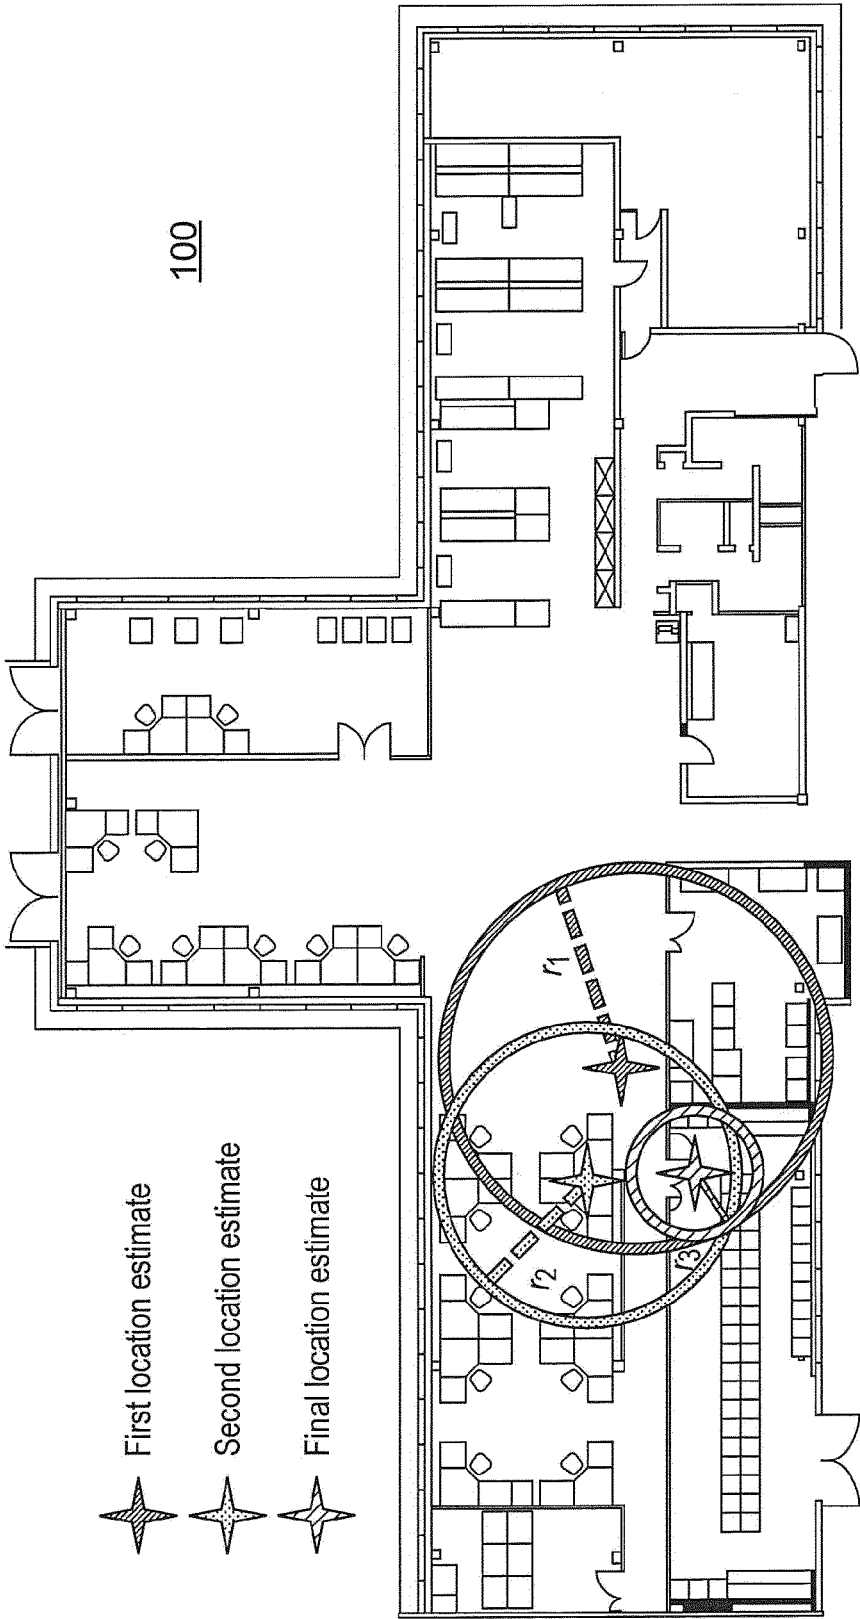 100
First location estimate
Second location estimate
Final location estimate
r1
r2
r3